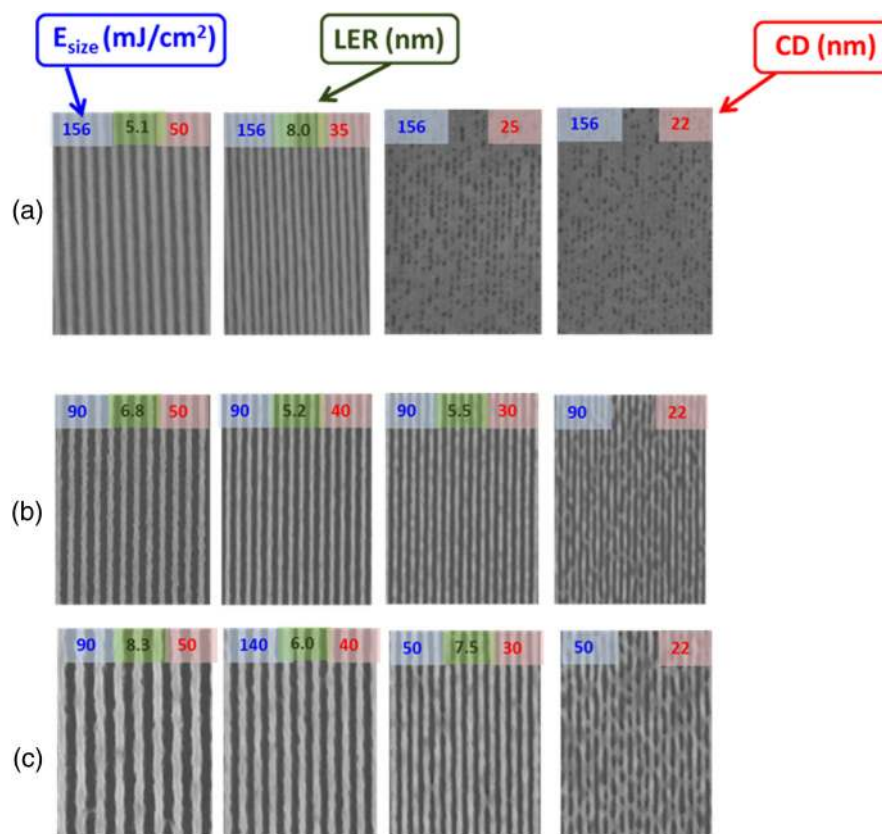 E_size (mJ/cm²) LER (nm) CD (nm)
156 5.1 50 156 8.0 35 156 25 156 22
(a)
90 6.8 50 90 5.2 40 90 5.5 30 90 22
(b)
90 8.3 50 140 6.0 40 50 7.5 30 50 22
(c)